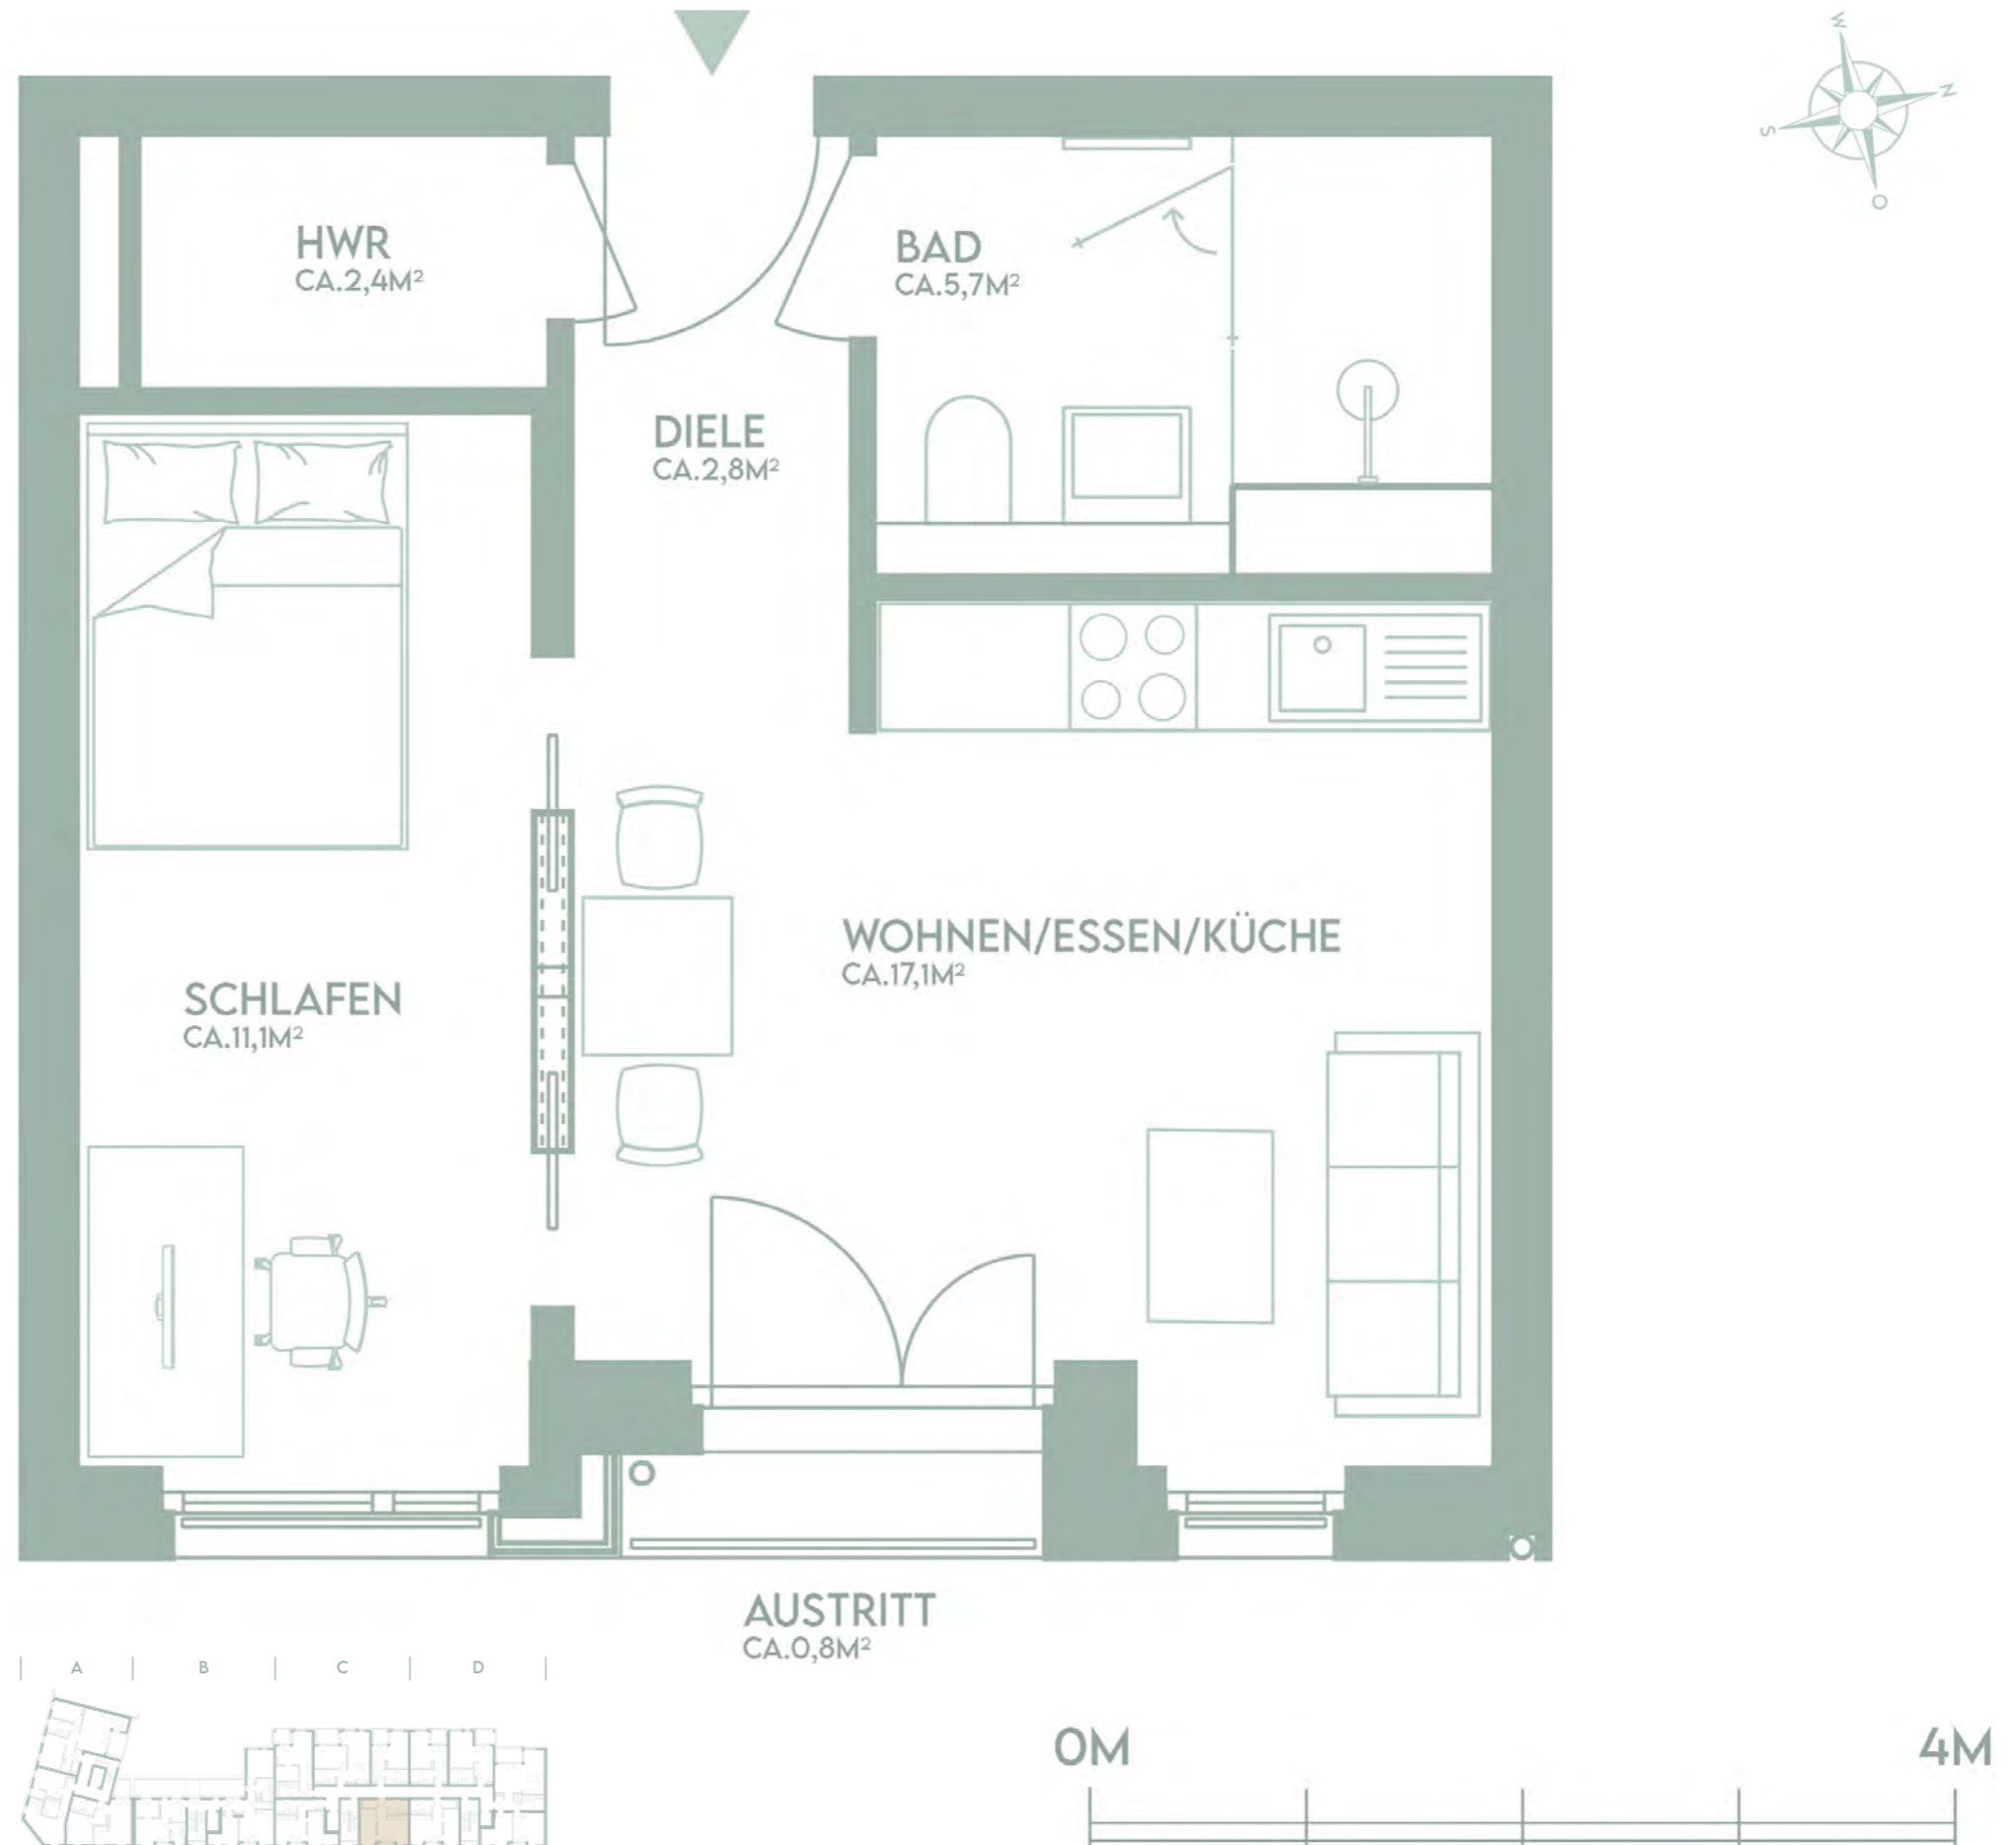 W
N
S
O
HWR
CA.2,4M²
BAD
CA.5,7M²
DIELE
CA.2,8M²
WOHNEN/ESSEN/KÜCHE
CA.17,1M²
SCHLAFEN
CA.11,1M²
AUSTRITT
CA.0,8M²
A B C D
0M 4M